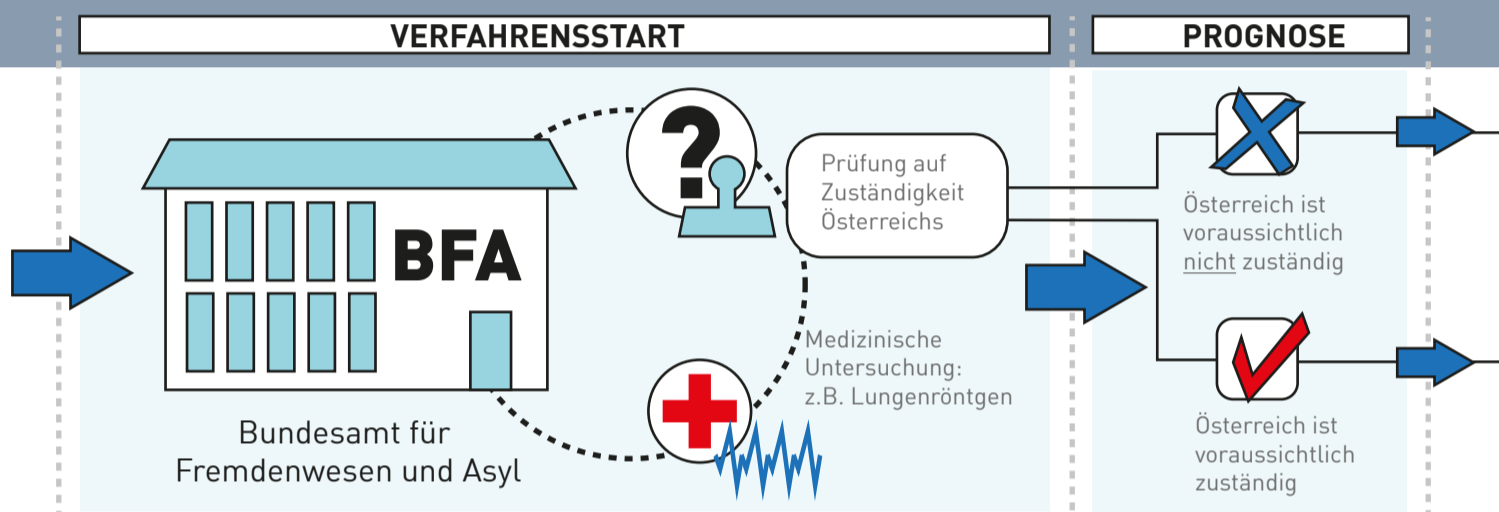 VERFAHRENSSTART
BFA
Bundesamt für
Fremdenwesen und Asyl
?
Prüfung auf
Zuständigkeit
Österreichs
Medizinische
Untersuchung:
z.B. Lungenröntgen
PROGNOSE
Österreich ist
voraussichtlich
nicht zuständig
Österreich ist
voraussichtlich
zuständig